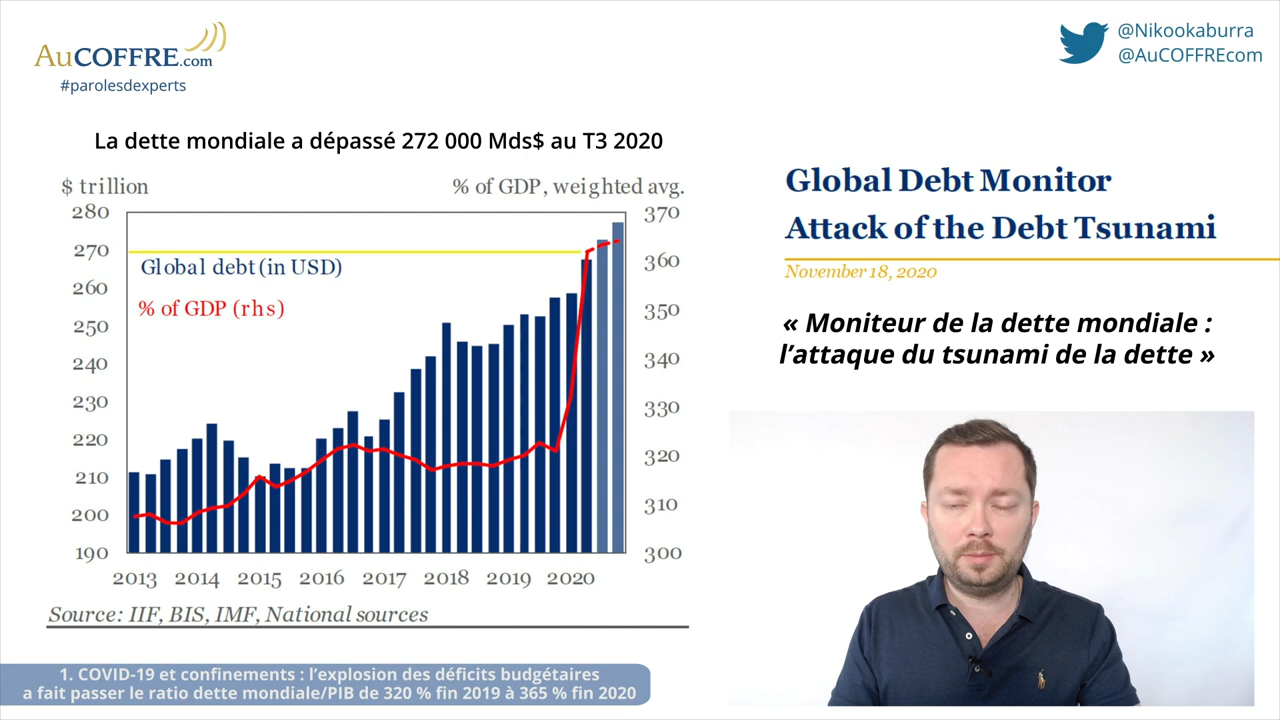 AuCOFFRE.com
#parolesdexperts
@Nikookaburra
@AuCOFFREcom
La dette mondiale a dépassé 272 000 Mds$ au T3 2020
$ trillion
% of GDP, weighted avg.
280
270
260
250
240
230
220
210
200
190
370
360
350
340
330
320
310
300
Global debt (in USD)
% of GDP (rhs)
2013 2014 2015 2016 2017 2018 2019 2020
Source: IIF, BIS, IMF, National sources
Global Debt Monitor
Attack of the Debt Tsunami
November 18, 2020
« Moniteur de la dette mondiale :
l’attaque du tsunami de la dette »
1. COVID-19 et confinements : l’explosion des déficits budgétaires
a fait passer le ratio dette mondiale/PIB de 320 % fin 2019 à 365 % fin 2020